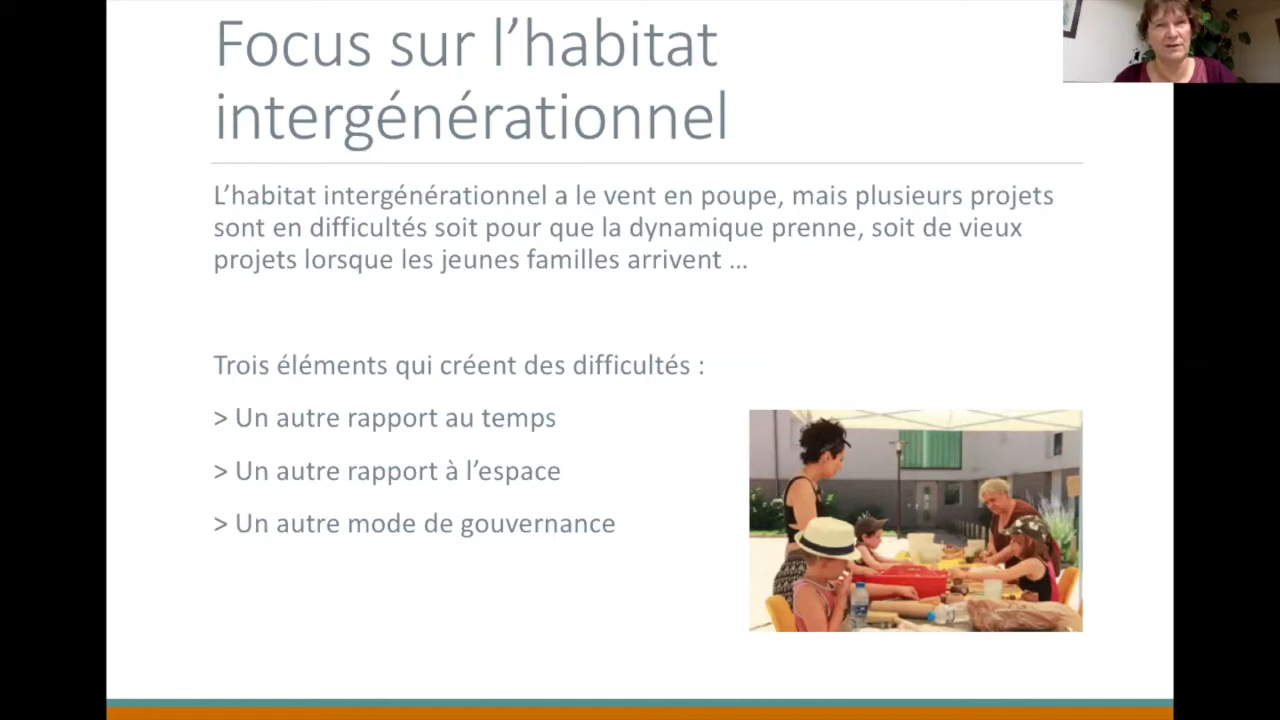 Focus sur l’habitat
intergénérationnel
L’habitat intergénérationnel a le vent en poupe, mais plusieurs projets
sont en difficultés soit pour que la dynamique prenne, soit de vieux
projets lorsque les jeunes familles arrivent …
Trois éléments qui créent des difficultés :
> Un autre rapport au temps
> Un autre rapport à l’espace
> Un autre mode de gouvernance